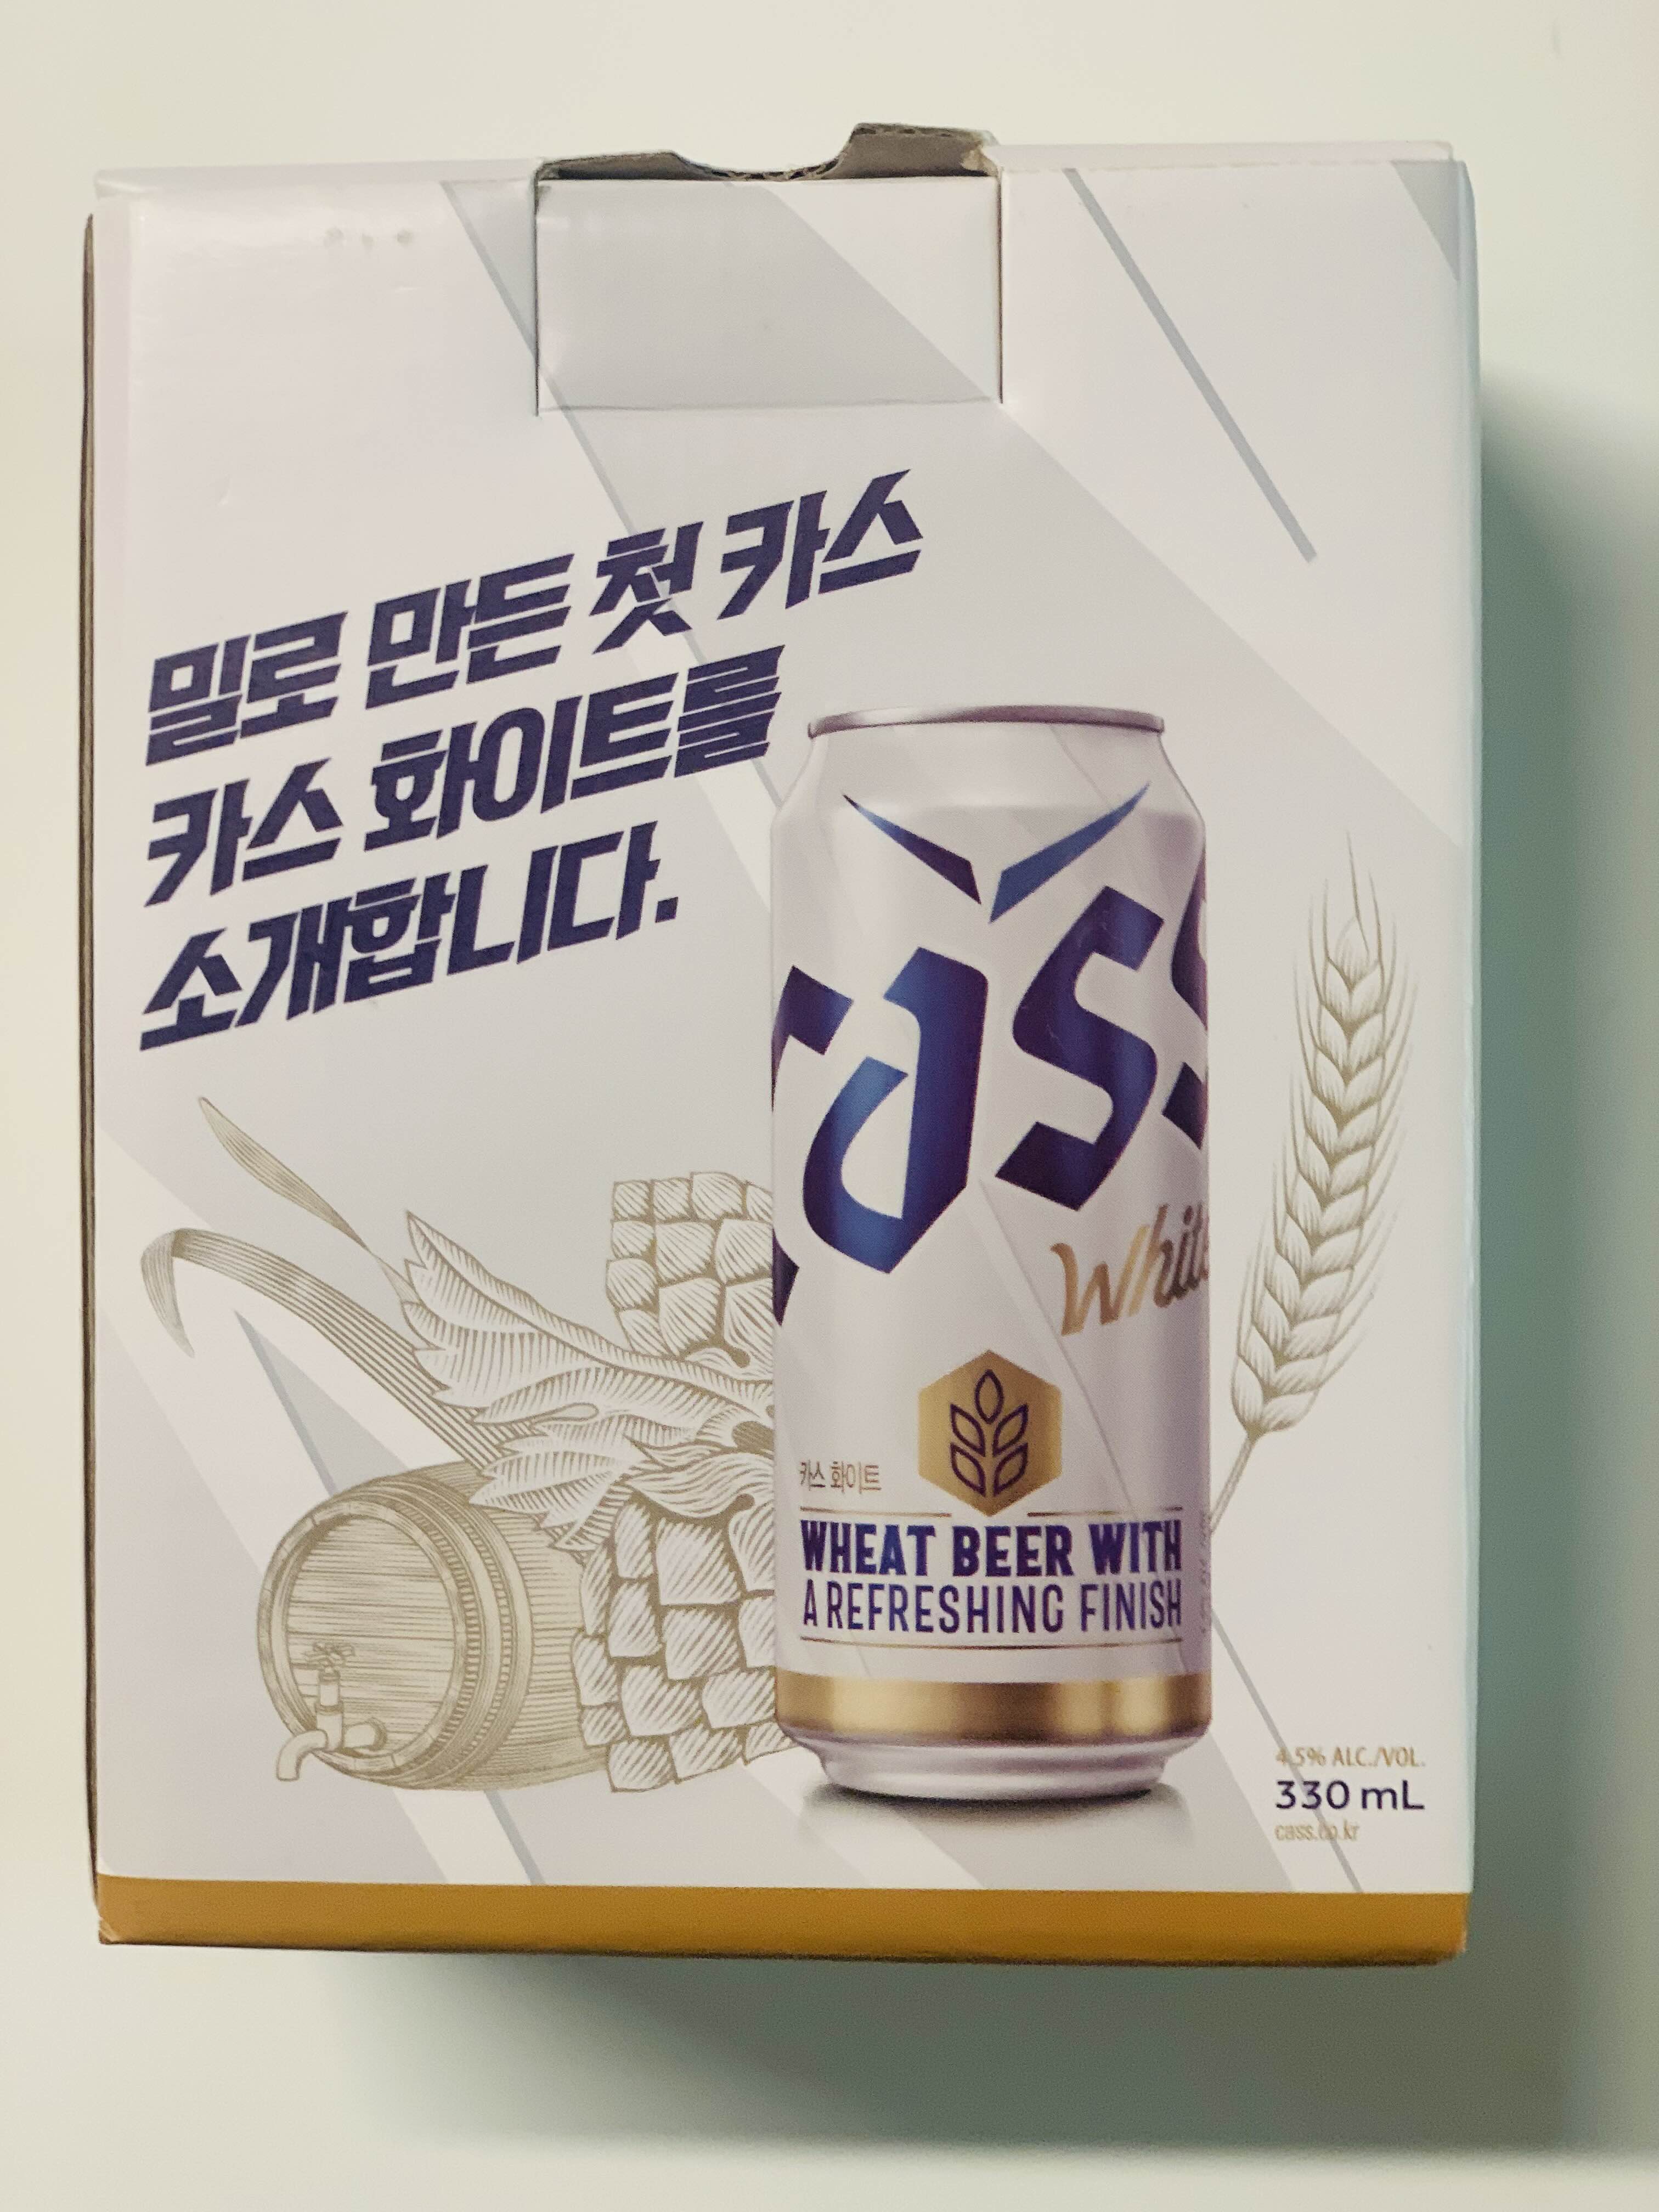 밀로 만든 첫 카스
카스 화이트를
소개합니다.
cass
White
카스 화이트
WHEAT BEER WITH
A REFRESHING FINISH
4.5% ALC./VOL.
330 mL
cass.co.kr